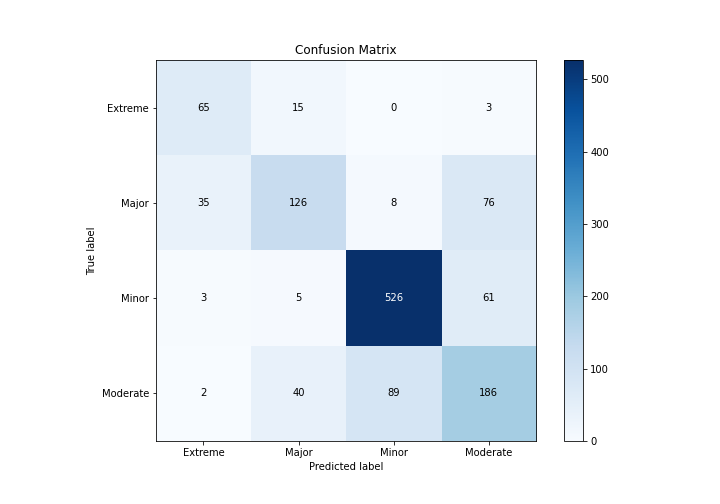 Confusion Matrix
Extreme 65 15 0 3
Major 35 126 8 76
Minor 3 5 526 61
Moderate 2 40 89 186
Extreme Major Minor Moderate
Predicted label
True label
500
400
300
200
100
0